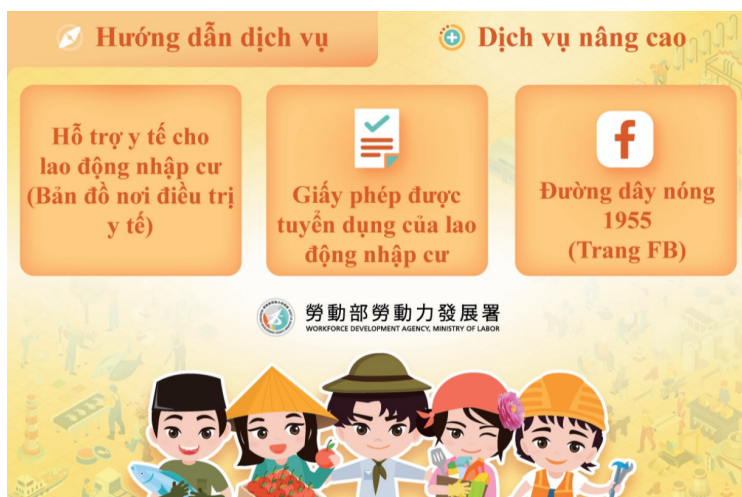 Hướng dẫn dịch vụ
Dịch vụ nâng cao
Hỗ trợ y tế cho
lao động nhập cư
(Bản đồ nơi điều trị
y tế)
Giấy phép được
tuyển dụng của lao
động nhập cư
f
Đường dây nóng
1955
(Trang FB)
勞動部勞動力發展署
WORKFORCE DEVELOPMENT AGENCY, MINISTRY OF LABOR